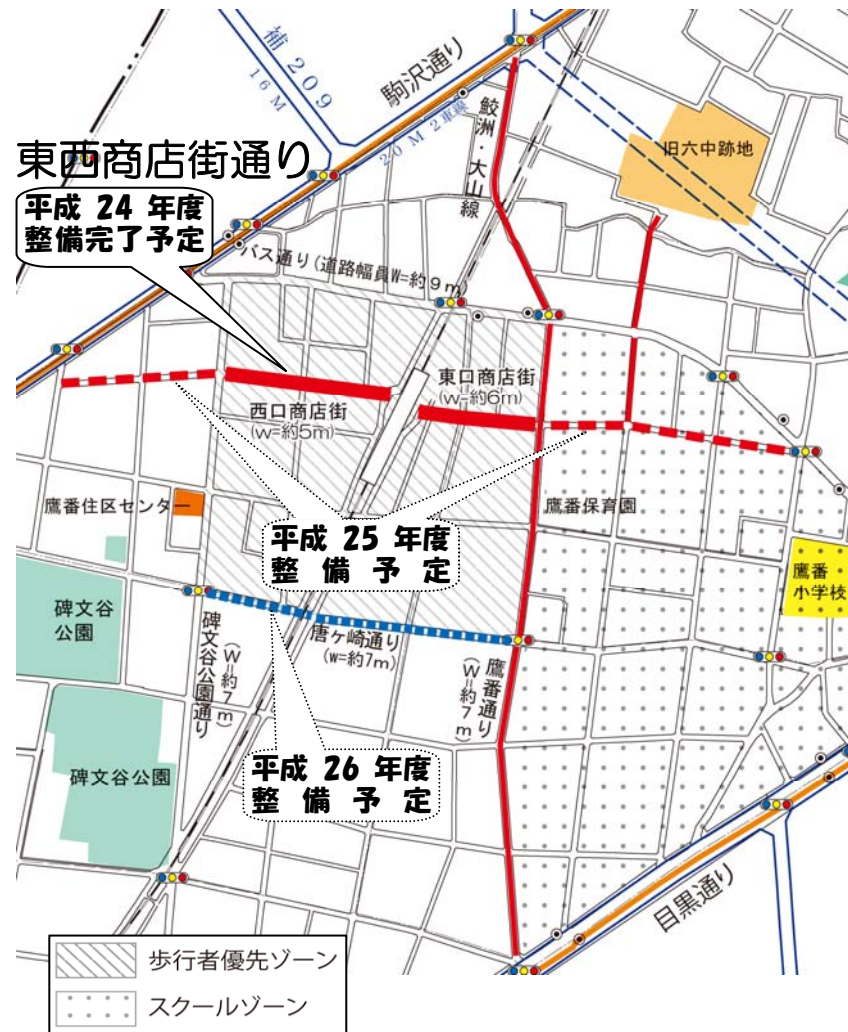 補209
16M
駒沢通り
20M 2車線
鮫洲・大山線
旧六中跡地
東西商店街通り
平成 24 年度
整備完了予定
バス通り(道路幅員W=約9m)
東口商店街
(w=約6m)
西口商店街
(w=約5m)
鷹番住区センター
平成 25 年度
整備予定
鷹番保育園
鷹番
小学校
碑文谷
公園
碑文谷公園通り
(W=約7m)
唐ヶ崎通り
(w=約7m)
鷹番通り
(W=約7m)
平成 26 年度
整備予定
碑文谷公園
目黒通り
歩行者優先ゾーン
スクールゾーン